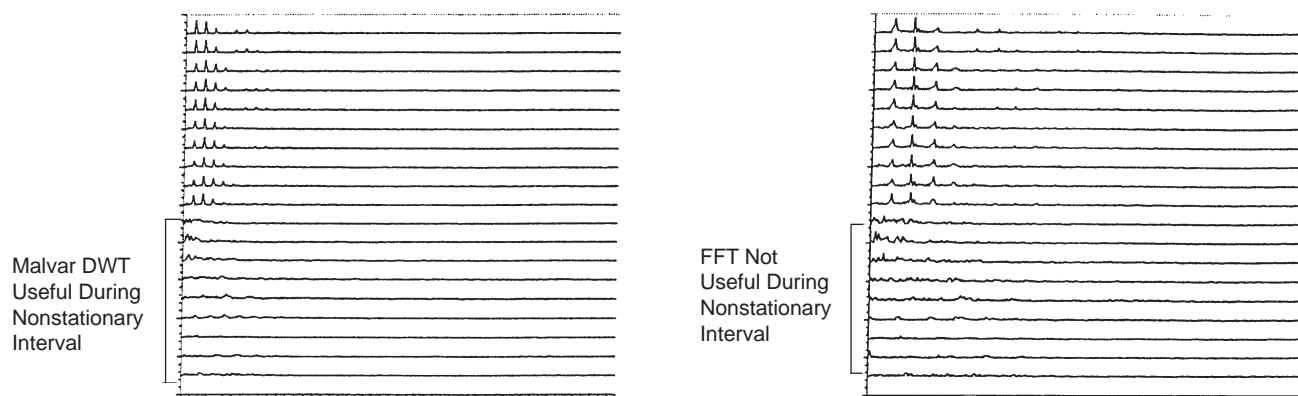 Malvar DWT
Useful During
Nonstationary
Interval
FFT Not
Useful During
Nonstationary
Interval